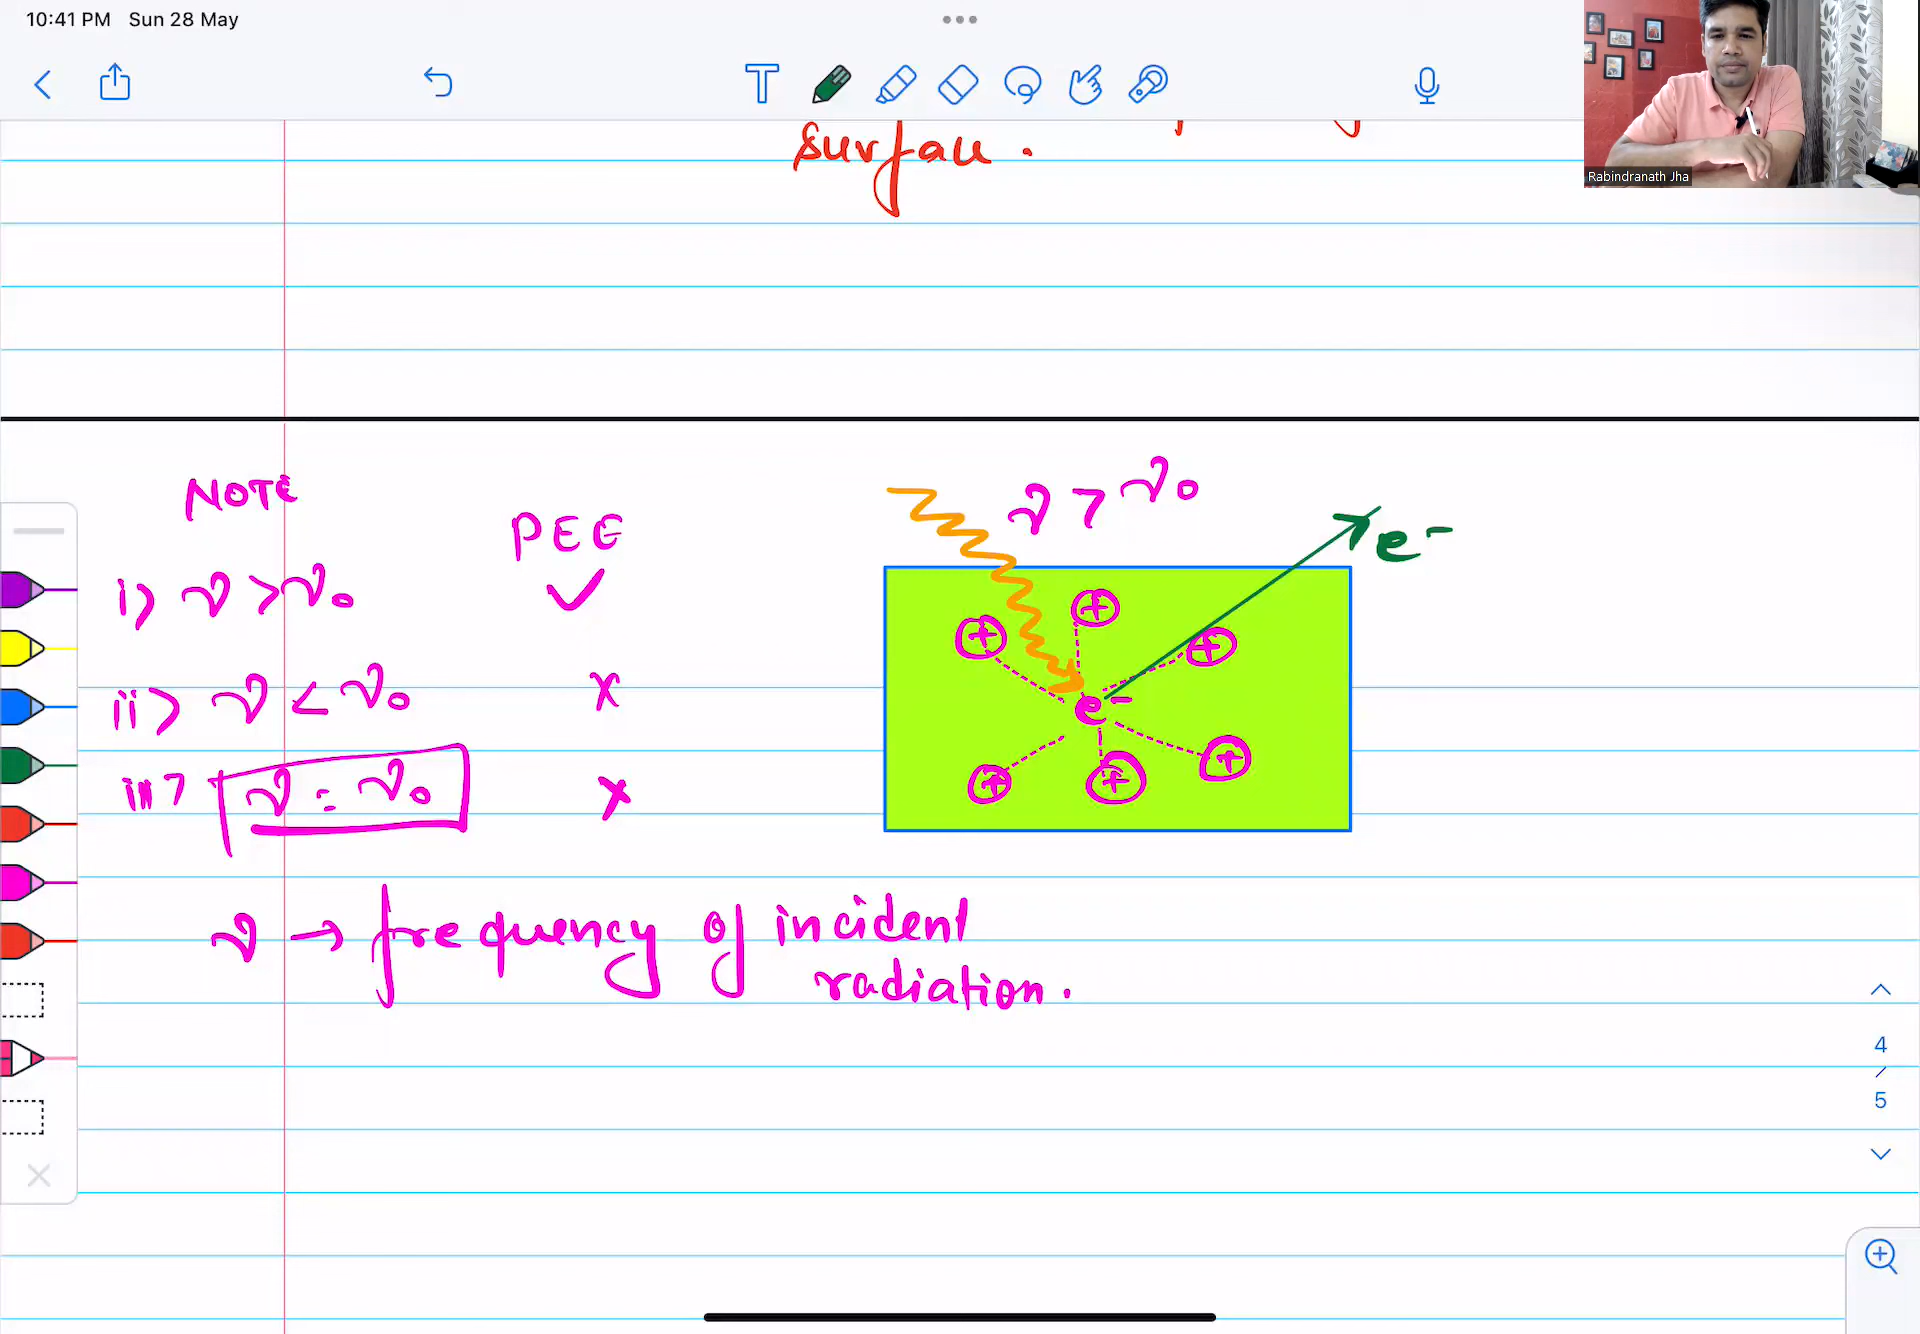 10:41 PM Sun 28 May
Rabindranath Jha
surface.
NOTE
PEE
i) ν > ν₀ ✓
ii) ν < ν₀ ×
iii) ν = ν₀ ×
ν → frequency of incident
radiation.
ν > ν₀
e⁻
+
+
+
e⁻
+
+
+
4
/
5